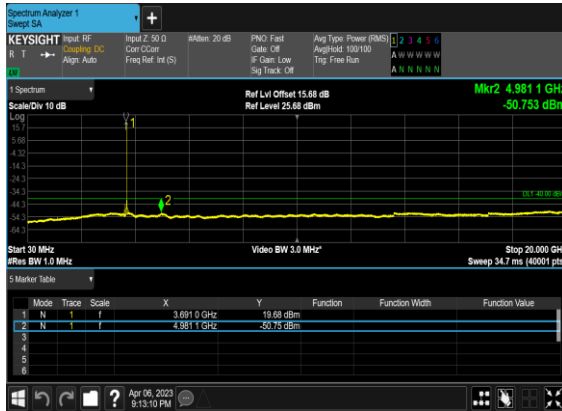 Spectrum Analyzer 1
Swept SA
+
KEYSIGHT Input: RF Input Z: 50 Ω #Atten: 20 dB PNO: Fast Avg Type: Power (RMS) 1 2 3 4 5 6
R T Coupling: DC Corr CCorr Gate: Off Avg|Hold: 100/100 A W W W W W
Align: Auto Freq Ref: Int (S) IF Gain: Low Trig: Free Run
LXI Sig Track: Off A N N N N N
1 Spectrum Ref Lvl Offset 15.68 dB Mkr2 4.981 1 GHz
Scale/Div 10 dB Ref Level 25.68 dBm -50.753 dBm
Log
15.7
5.68
-4.32
-14.3
-24.3
-34.3
-44.3
-54.3
-64.3
1
2
DL1 -40.00 dBm
Start 30 MHz Video BW 3.0 MHz* Stop 20.000 GHz
#Res BW 1.0 MHz Sweep 34.7 ms (40001 pts)
5 Marker Table
Mode Trace Scale X Y Function Function Width Function Value
1 N 1 f 3.691 0 GHz 19.68 dBm
2 N 1 f 4.981 1 GHz -50.75 dBm
3
4
5
6
? Apr 06, 2023
9:13:10 PM